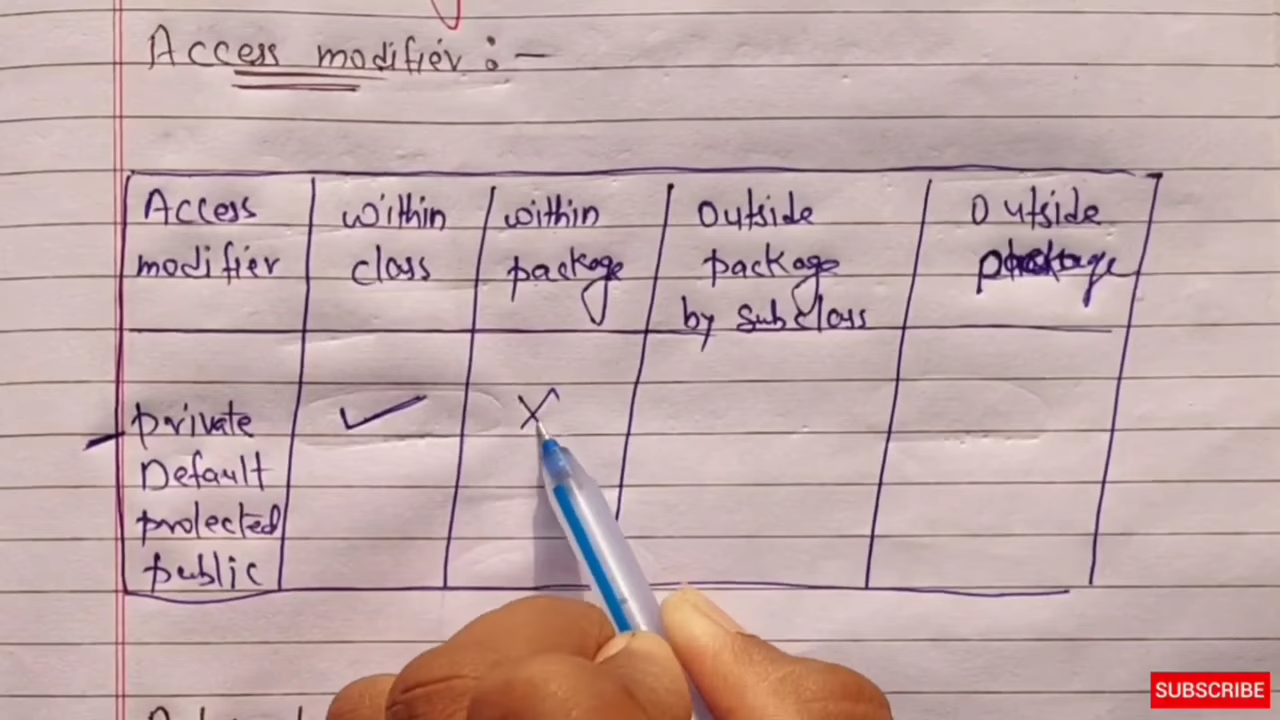 Access modifier :-
Access modifier
within class
within package
Outside package by Subclass
Outside package
private ✓ X
Default
protected
public
SUBSCRIBE